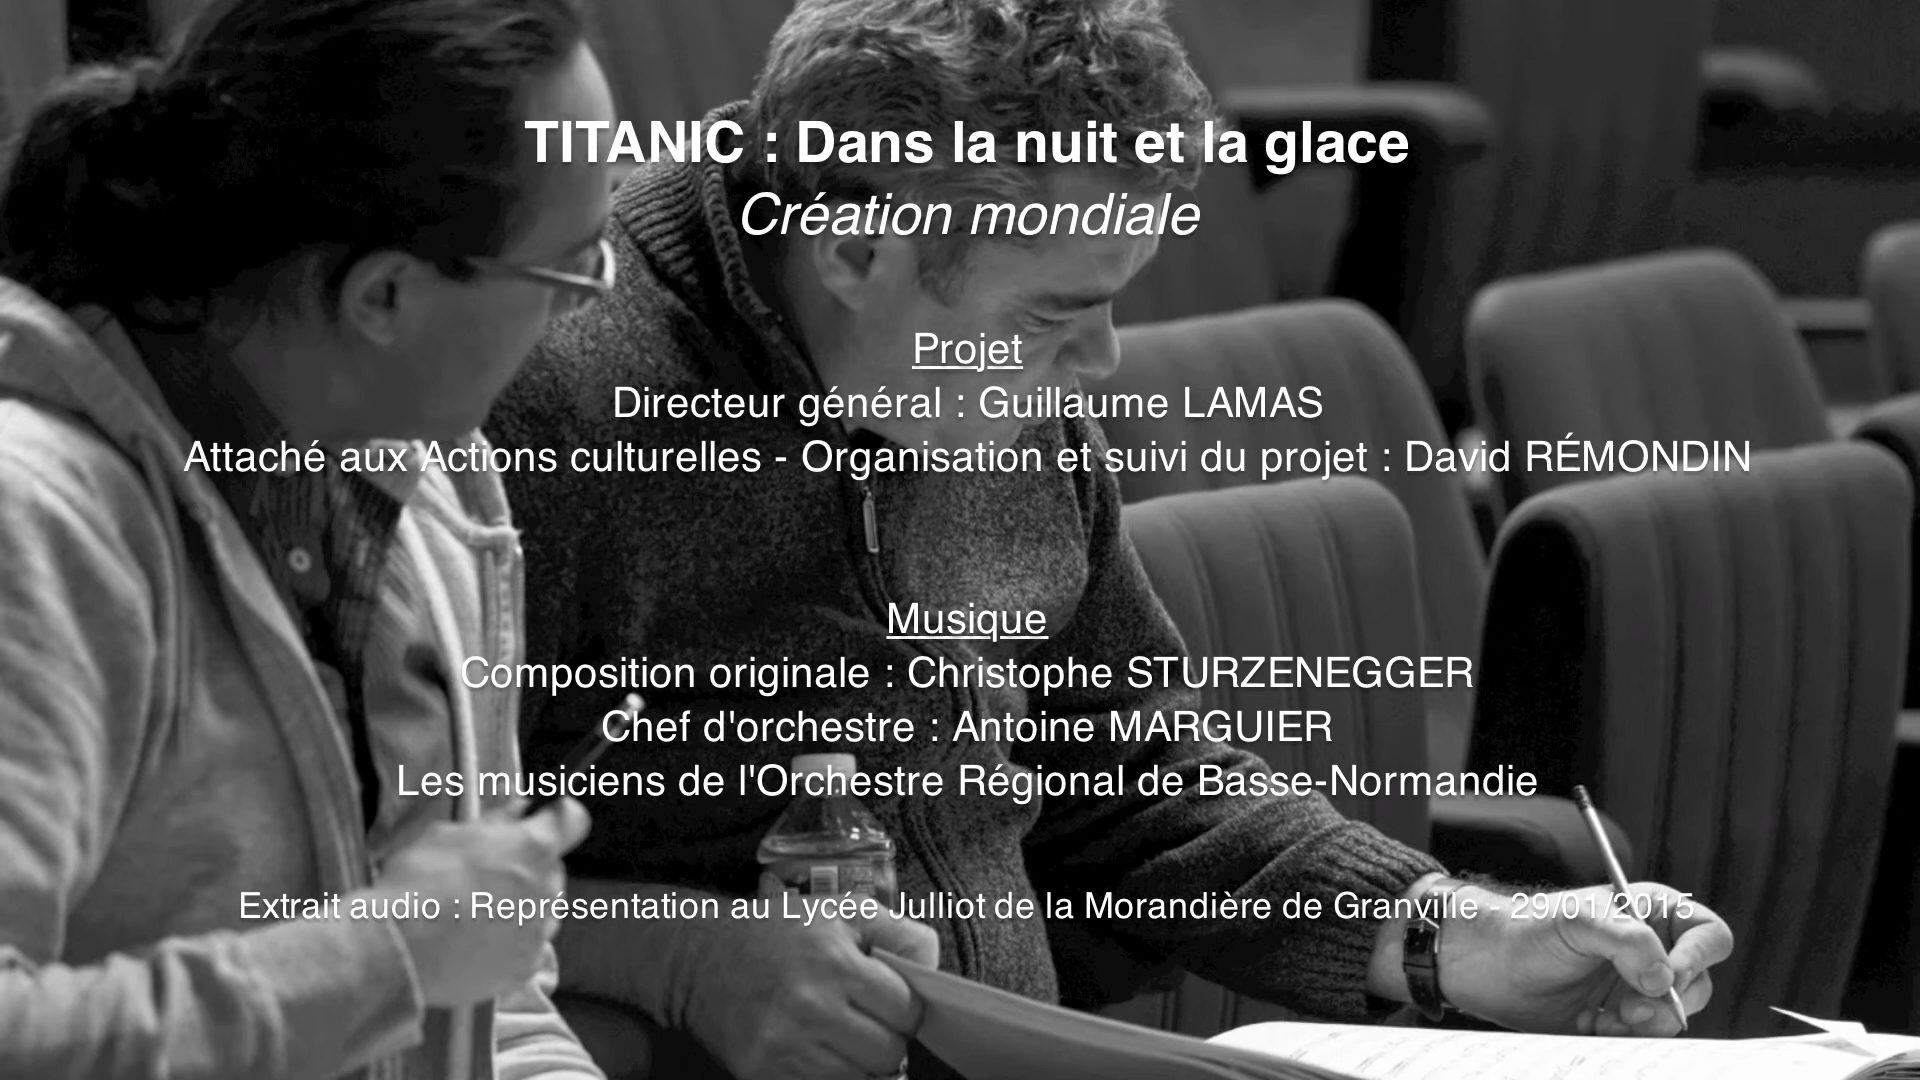 TITANIC : Dans la nuit et la glace
Création mondiale
Projet
Directeur général : Guillaume LAMAS
Attaché aux Actions culturelles - Organisation et suivi du projet : David RÉMONDIN
Musique
Composition originale : Christophe STURZENEGGER
Chef d'orchestre : Antoine MARGUIER
Les musiciens de l'Orchestre Régional de Basse-Normandie
Extrait audio : Représentation au Lycée Julliot de la Morandière de Granville - 29/01/2015